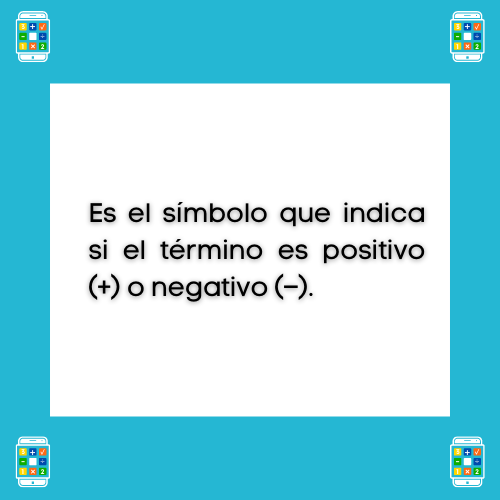 Es el símbolo que indica
si el término es positivo
(+) o negativo (−).